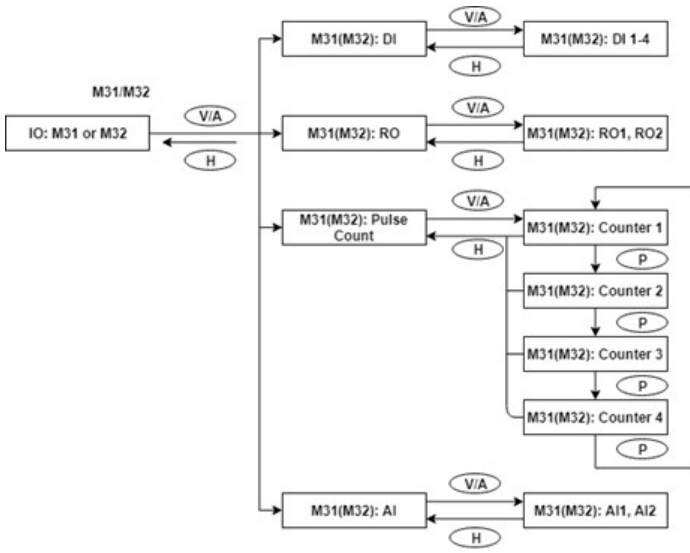 M31/M32
IO: M31 or M32
V/A
H
M31(M32): DI
V/A
H
M31(M32): DI 1-4
M31(M32): RO
V/A
H
M31(M32): RO1, RO2
M31(M32): Pulse
Count
V/A
H
M31(M32): Counter 1
P
M31(M32): Counter 2
P
M31(M32): Counter 3
P
M31(M32): Counter 4
P
M31(M32): AI
V/A
H
M31(M32): AI1, AI2